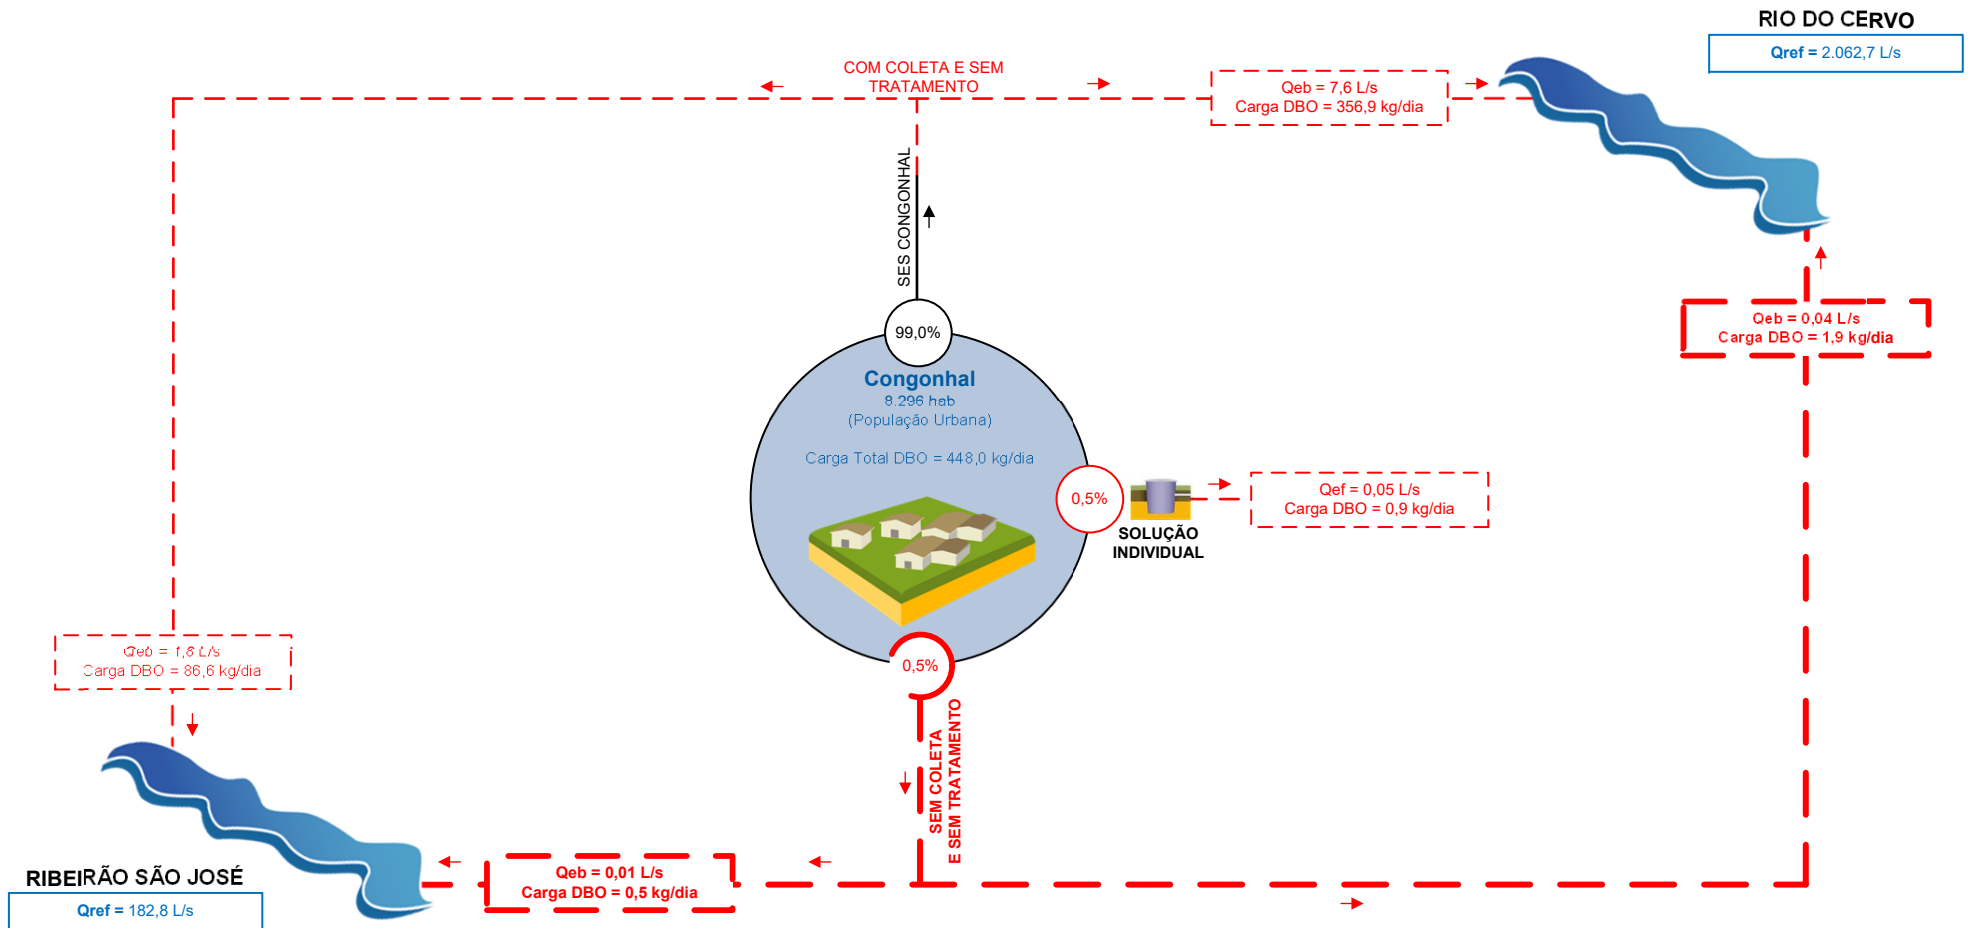 RIO DO CERVO
Qref = 2.062,7 L/s
COM COLETA E SEM
TRATAMENTO
Qeb = 7,6 L/s
Carga DBO = 356,9 kg/dia
SES CONGONHAL
99,0%
Qeb = 0,04 L/s
Carga DBO = 1,9 kg/dia
Congonhal
8.296 hab
(População Urbana)
Carga Total DBO = 448,0 kg/dia
0,5%
SOLUÇÃO
INDIVIDUAL
Qef = 0,05 L/s
Carga DBO = 0,9 kg/dia
Qeb = 1,8 L/s
Carga DBO = 86,6 kg/dia
0,5%
SEM COLETA
E SEM TRATAMENTO
Qeb = 0,01 L/s
Carga DBO = 0,5 kg/dia
RIBEIRÃO SÃO JOSÉ
Qref = 182,8 L/s